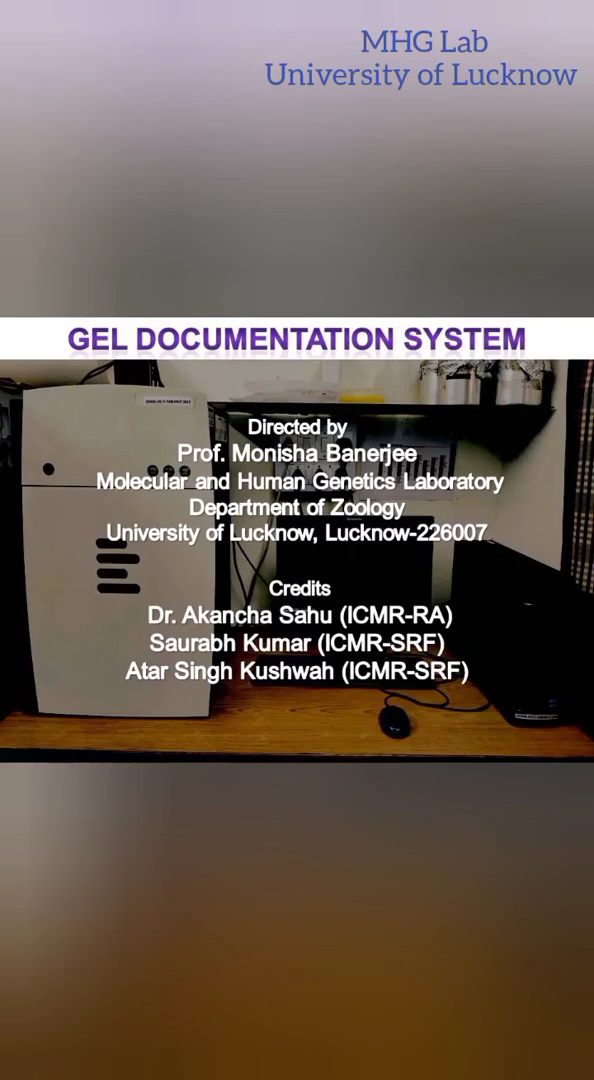 MHG Lab
University of Lucknow
GEL DOCUMENTATION SYSTEM
Directed by
Prof. Monisha Banerjee
Molecular and Human Genetics Laboratory
Department of Zoology
University of Lucknow, Lucknow-226007
Credits
Dr. Akancha Sahu (ICMR-RA)
Saurabh Kumar (ICMR-SRF)
Atar Singh Kushwah (ICMR-SRF)